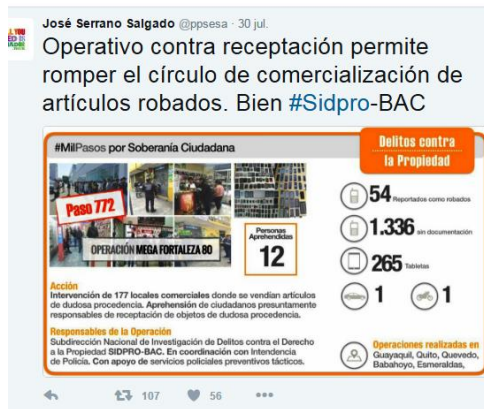 José Serrano Salgado @ppsesa · 30 jul.
Operativo contra receptación permite
romper el círculo de comercialización de
artículos robados. Bien #Sidpro-BAC
#MilPasos por Soberanía Ciudadana
Delitos contra
la Propiedad
Paso 772
OPERACIÓN MEGA FORTALEZA 80
Personas
Aprehendidas
12
54 Reportados como robados
1.336 sin documentación
265 Tabletas
1 1
Acción
Intervención de 177 locales comerciales donde se vendían artículos
de dudosa procedencia. Aprehensión de ciudadanos presuntamente
responsables de receptación de objetos de dudosa procedencia.
Responsables de la Operación
Subdirección Nacional de Investigación de Delitos contra el Derecho
a la Propiedad SIDPRO-BAC. En coordinación con Intendencia
de Policía. Con apoyo de servicios policiales preventivos tácticos.
Operaciones realizadas en
Guayaquil, Quito, Quevedo,
Babahoyo, Esmeraldas,
107 56